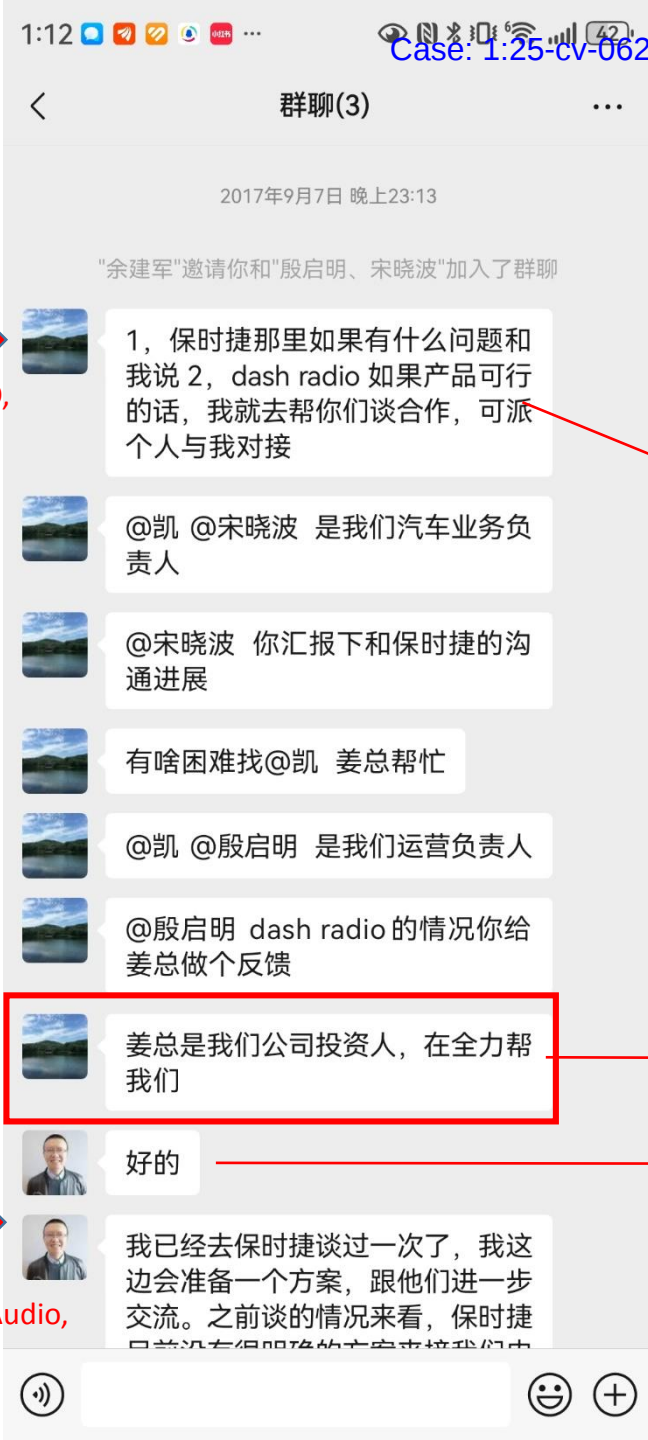 1:12
42
Case: 1:25-cv-062
群聊(3)
2017年9月7日 晚上23:13
"余建军"邀请你和"殷启明、宋晓波"加入了群聊
1，保时捷那里如果有什么问题和
我说 2，dash radio 如果产品可行
的话，我就去帮你们谈合作，可派
个人与我对接
@凯 @宋晓波 是我们汽车业务负
责人
@宋晓波 你汇报下和保时捷的沟
通进展
有啥困难找@凯 姜总帮忙
@凯 @殷启明 是我们运营负责人
@殷启明 dash radio 的情况你给
姜总做个反馈
姜总是我们公司投资人，在全力帮
我们
好的
我已经去保时捷谈过一次了，我这
边会准备一个方案，跟他们进一步
交流。之前谈的情况来看，保时捷
udio,